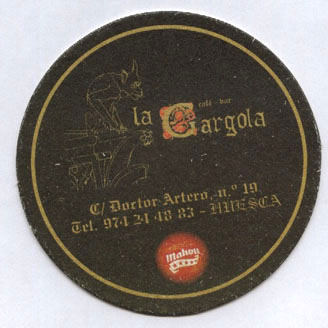 café - bar
la Gargola
C/ Doctor Artero, n.º 19
Tel. 974 24 48 83 - HUESCA
Mahou